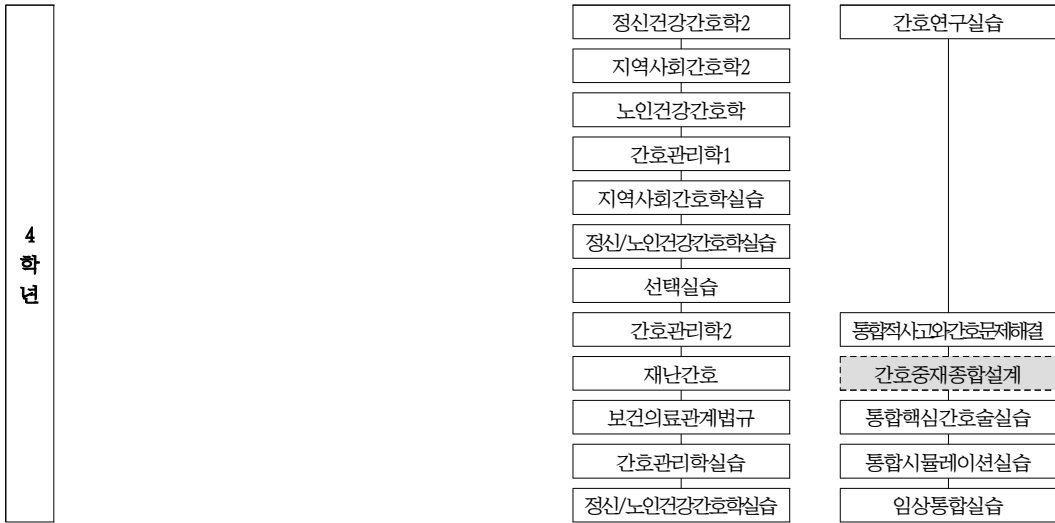 4
학
년
정신건강간호학2
지역사회간호학2
노인건강간호학
간호관리학1
지역사회간호학실습
정신/노인건강간호학실습
선택실습
간호관리학2
재난간호
보건의료관계법규
간호관리학실습
정신/노인건강간호학실습
간호연구실습
통합적사고와간호문제해결
간호중재종합설계
통합핵심간호술실습
통합시뮬레이션실습
임상통합실습